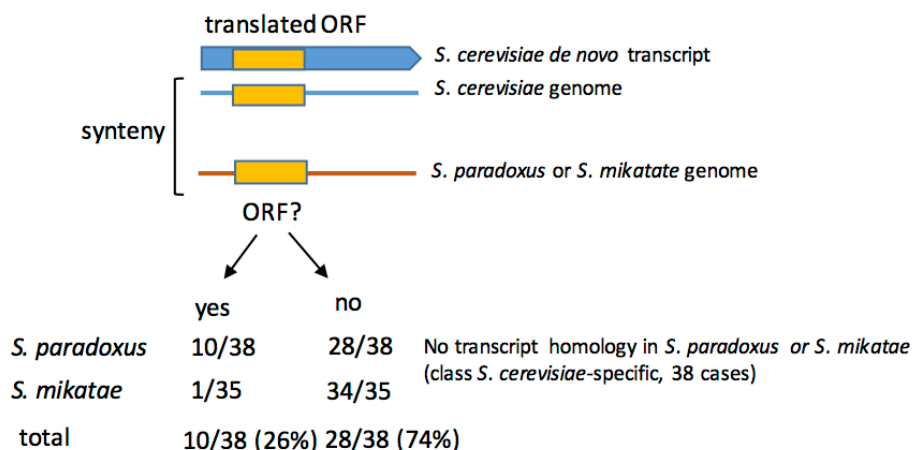 translated ORF
S. cerevisiae de novo transcript
S. cerevisiae genome
synteny
S. paradoxus or S. mikatate genome
ORF?
yes no
S. paradoxus 10/38 28/38 No transcript homology in S. paradoxus or S. mikatae
(class S. cerevisiae-specific, 38 cases)
S. mikatae 1/35 34/35
total 10/38 (26%) 28/38 (74%)